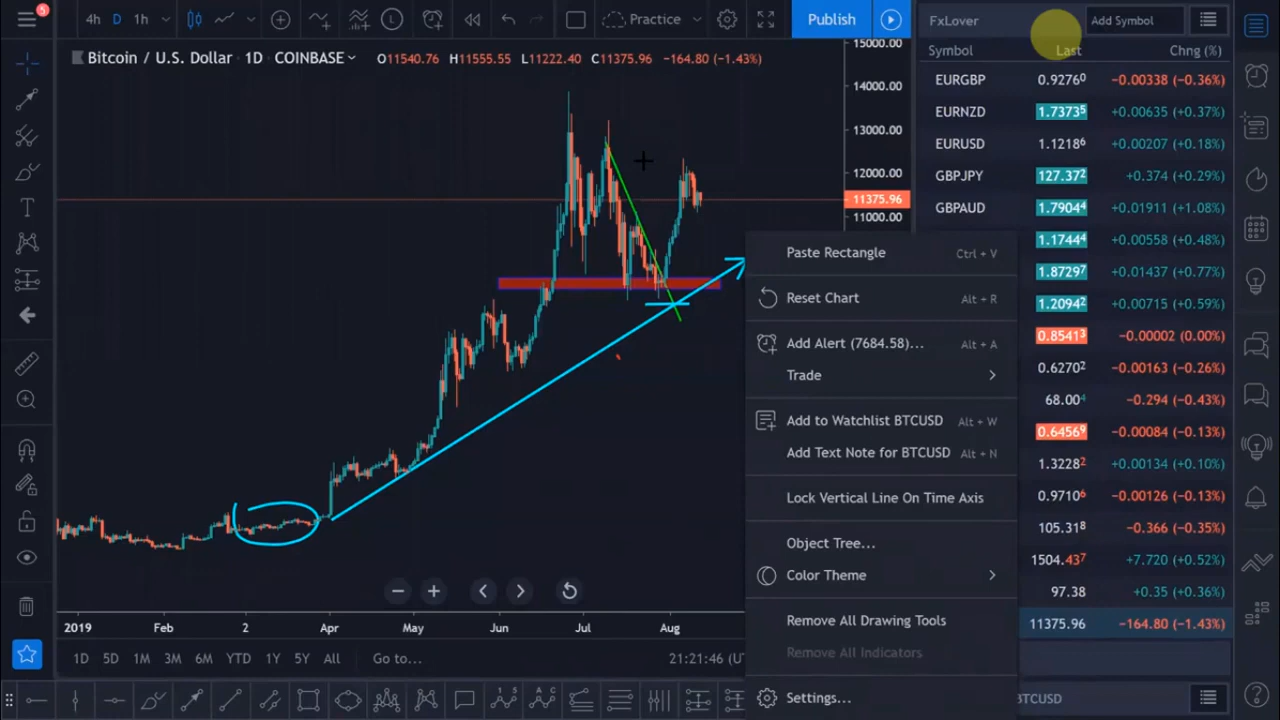 5
4h D 1h
Practice
Publish
FxLover
Add Symbol
Symbol Last Chng (%)
Bitcoin / U.S. Dollar 1D COINBASE O11540.76 H11555.55 L11222.40 C11375.96 −164.80 (−1.43%)
15000.00
14000.00
13000.00
12000.00
11375.96
11000.00
EURGBP 0.9276⁰ −0.00338 (−0.36%)
EURNZD 1.7373⁵ +0.00635 (+0.37%)
EURUSD 1.1218⁶ +0.00207 (+0.18%)
GBPJPY 127.37² +0.374 (+0.29%)
GBPAUD 1.7904⁴ +0.01911 (+1.08%)
1.1744⁴ +0.00558 (+0.48%)
1.8729⁷ +0.01437 (+0.77%)
1.2094² +0.00715 (+0.59%)
0.8541³ −0.00002 (0.00%)
0.6270² −0.00163 (−0.26%)
68.00⁴ −0.294 (−0.43%)
0.6456⁹ −0.00084 (−0.13%)
1.3228² +0.00134 (+0.10%)
0.9710⁶ −0.00126 (−0.13%)
105.31⁸ −0.366 (−0.35%)
1504.43⁷ +7.720 (+0.52%)
97.38 +0.35 (+0.36%)
11375.96 −164.80 (−1.43%)
Paste Rectangle Ctrl + V
Reset Chart Alt + R
Add Alert (7684.58)... Alt + A
Trade
Add to Watchlist BTCUSD Alt + W
Add Text Note for BTCUSD Alt + N
Lock Vertical Line On Time Axis
Object Tree...
Color Theme
Remove All Drawing Tools
Remove All Indicators
Settings...
2019 Feb 2 Apr May Jun Jul Aug
1D 5D 1M 3M 6M YTD 1Y 5Y All Go to... 21:21:46 (U
BTCUSD